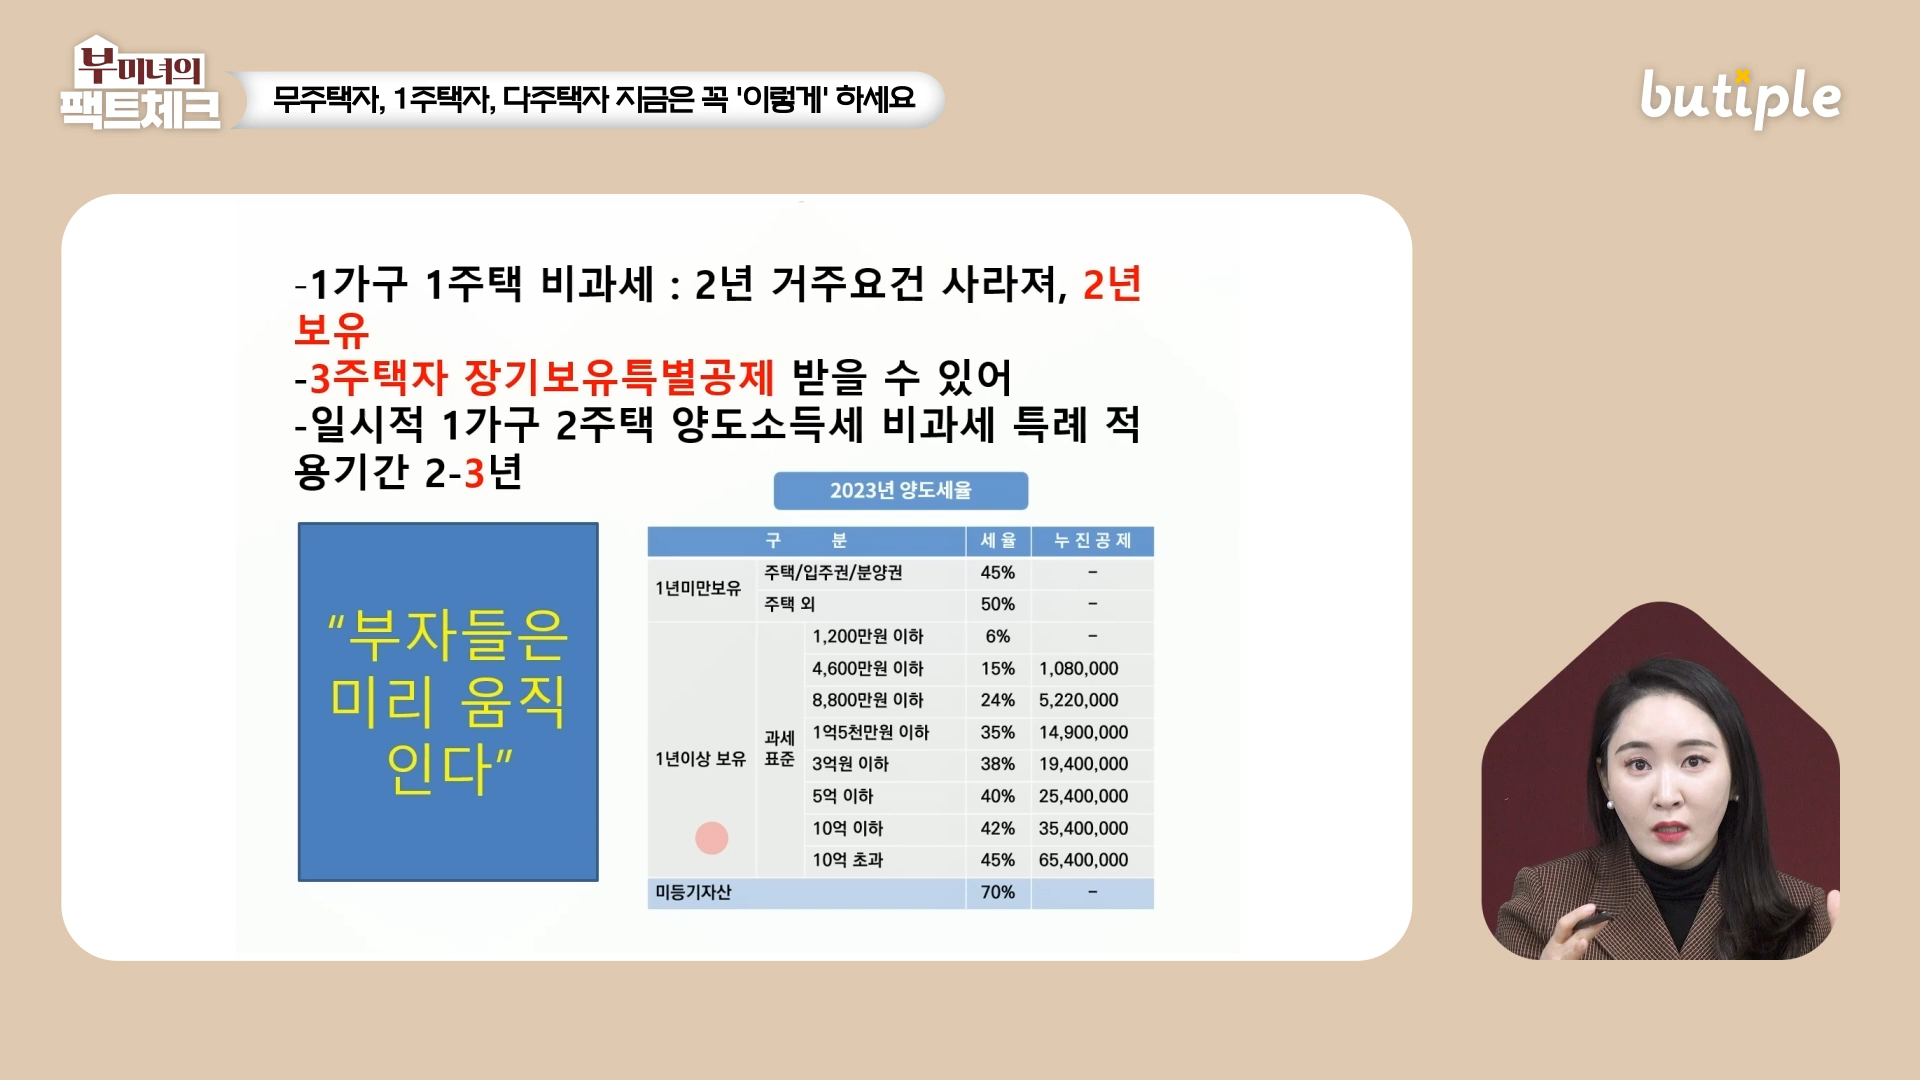 부미녀의
팩트체크
무주택자, 1주택자, 다주택자 지금은 꼭 '이렇게' 하세요
butiple
-1가구 1주택 비과세 : 2년 거주요건 사라져, 2년
보유
-3주택자 장기보유특별공제 받을 수 있어
-일시적 1가구 2주택 양도소득세 비과세 특례 적
용기간 2-3년
2023년 양도세율
“부자들은
미리 움직
인다”
구 분 세 율 누 진 공 제
1년미만보유 주택/입주권/분양권 45% –
주택 외 50% –
1년이상 보유 과세
표준
1,200만원 이하 6% –
4,600만원 이하 15% 1,080,000
8,800만원 이하 24% 5,220,000
1억5천만원 이하 35% 14,900,000
3억원 이하 38% 19,400,000
5억 이하 40% 25,400,000
10억 이하 42% 35,400,000
10억 초과 45% 65,400,000
미등기자산 70% –